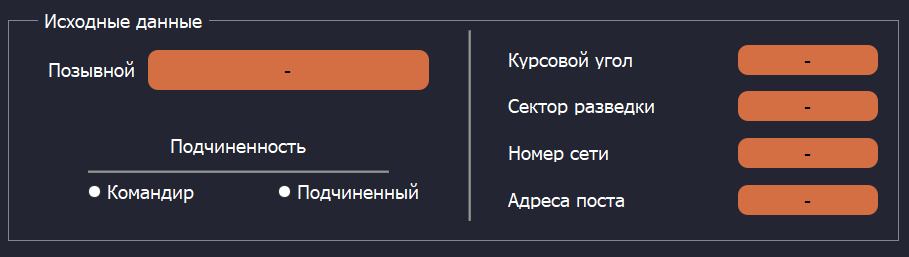 Исходные данные
Позывной -
Подчиненность
Командир Подчиненный
Курсовой угол -
Сектор разведки -
Номер сети -
Адреса поста -